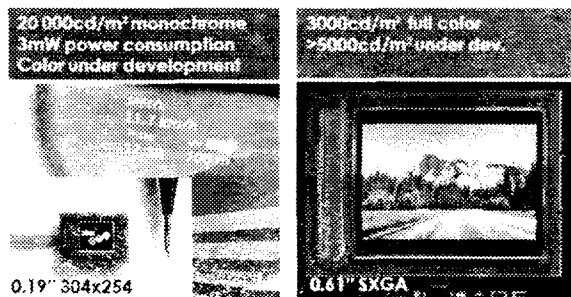 20 000cd/m² monochrome
3mW power consumption
Color under development
0.19" 304x254
3000cd/m² full color
>5000cd/m² under dev.
0.61" SXGA